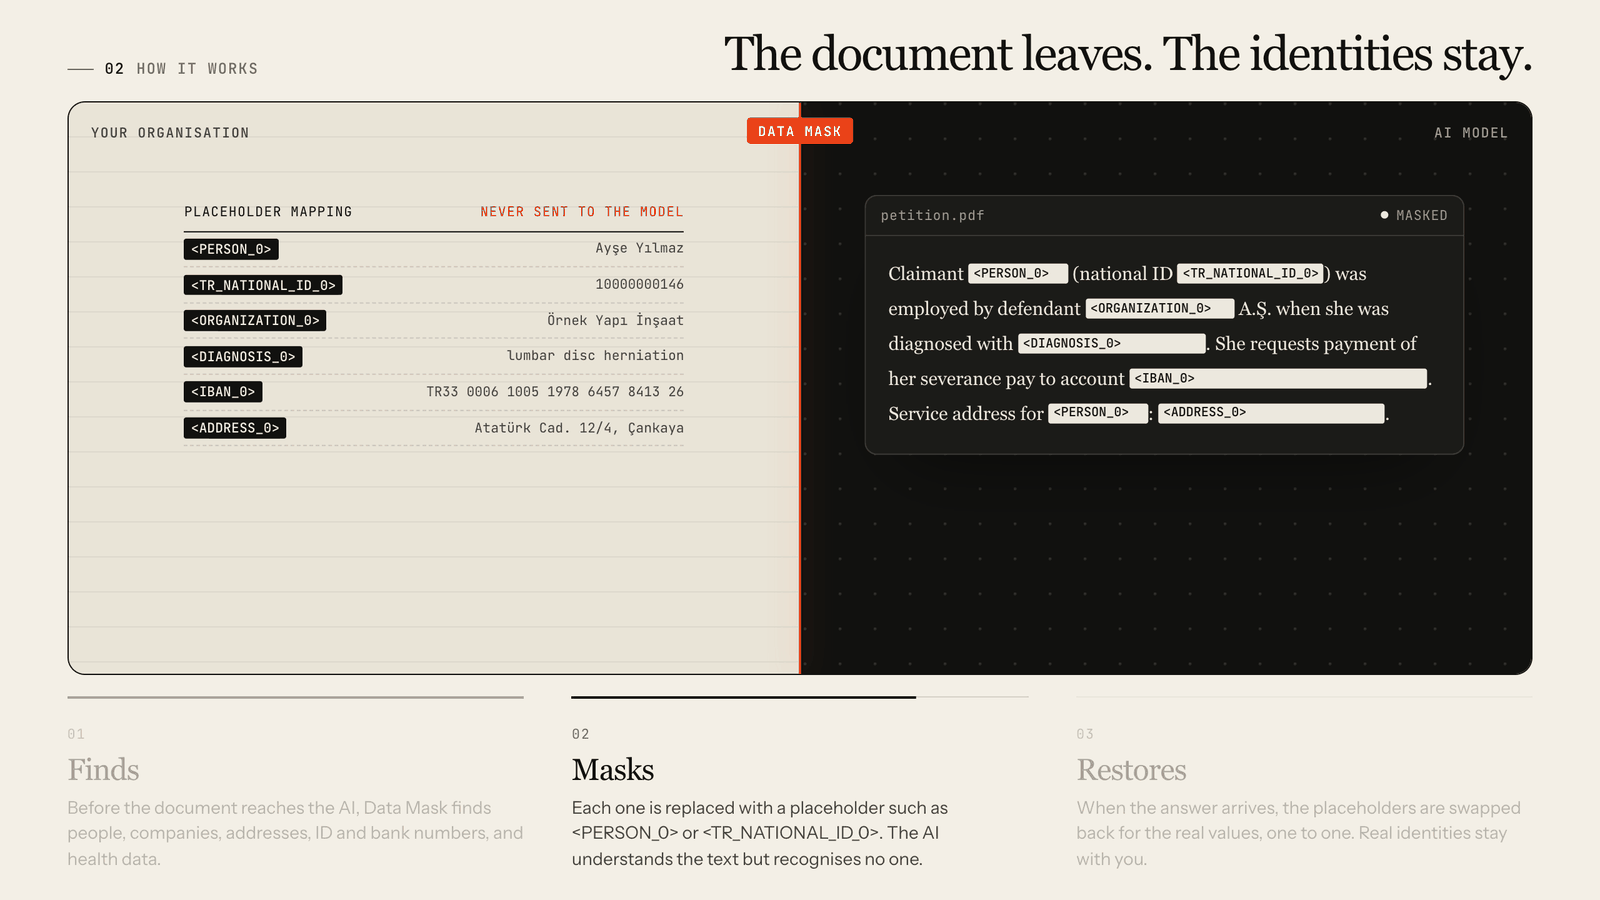 02 HOW IT WORKS
The document leaves. The identities stay.
YOUR ORGANISATION
DATA MASK
AI MODEL
PLACEHOLDER MAPPING NEVER SENT TO THE MODEL
<PERSON_0> Ayşe Yılmaz
<TR_NATIONAL_ID_0> 10000000146
<ORGANIZATION_0> Örnek Yapı İnşaat
<DIAGNOSIS_0> lumbar disc herniation
<IBAN_0> TR33 0006 1005 1978 6457 8413 26
<ADDRESS_0> Atatürk Cad. 12/4, Çankaya
petition.pdf MASKED
Claimant <PERSON_0> (national ID <TR_NATIONAL_ID_0>) was
employed by defendant <ORGANIZATION_0> A.Ş. when she was
diagnosed with <DIAGNOSIS_0>. She requests payment of
her severance pay to account <IBAN_0>.
Service address for <PERSON_0>: <ADDRESS_0>.
01
Finds
Before the document reaches the AI, Data Mask finds
people, companies, addresses, ID and bank numbers, and
health data.
02
Masks
Each one is replaced with a placeholder such as
<PERSON_0> or <TR_NATIONAL_ID_0>. The AI
understands the text but recognises no one.
03
Restores
When the answer arrives, the placeholders are swapped
back for the real values, one to one. Real identities stay
with you.